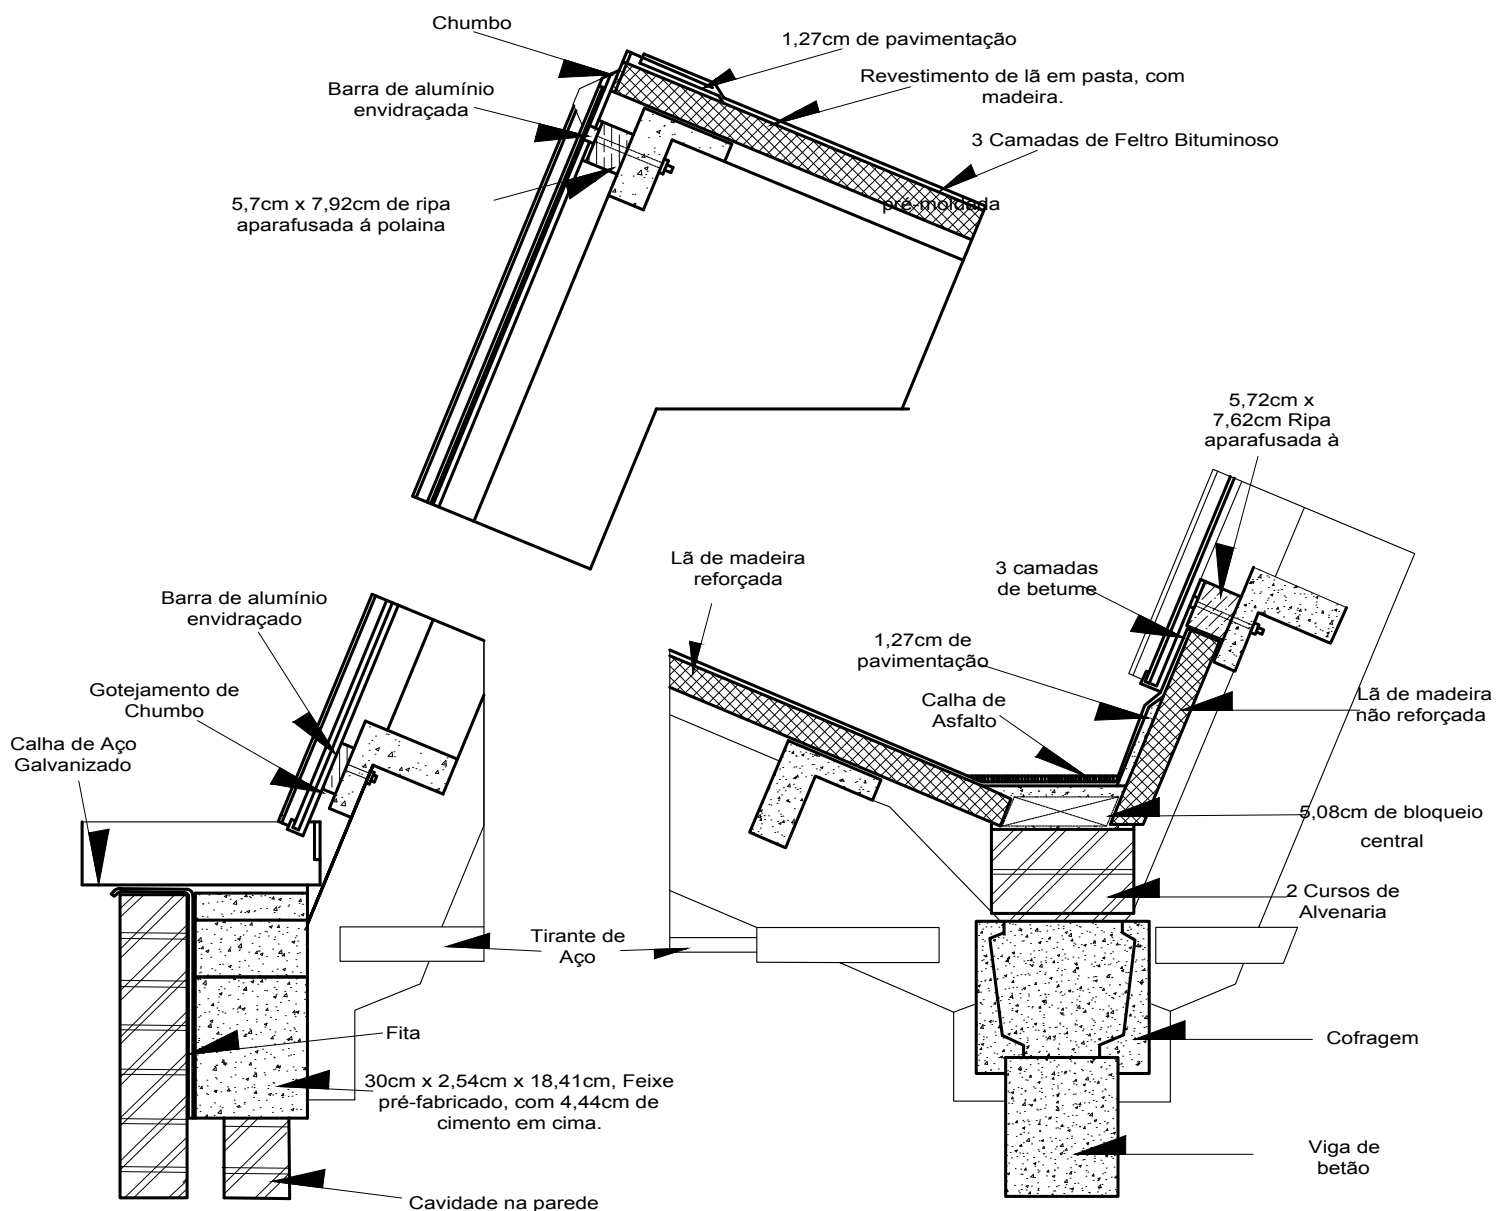 Chumbo
1,27cm de pavimentação
Revestimento de lã em pasta, com
madeira.
Barra de alumínio
envidraçada
3 Camadas de Feltro Bituminoso
5,7cm x 7,92cm de ripa
aparafusada á polaina
pré-moldada
5,72cm x
7,62cm Ripa
aparafusada à
Lã de madeira
reforçada
3 camadas
de betume
Barra de alumínio
envidraçado
1,27cm de
pavimentação
Gotejamento de
Chumbo
Calha de
Asfalto
Lã de madeira
não reforçada
Calha de Aço
Galvanizado
5,08cm de bloqueio
central
2 Cursos de
Alvenaria
Tirante de
Aço
Fita
Cofragem
30cm x 2,54cm x 18,41cm, Feixe
pré-fabricado, com 4,44cm de
cimento em cima.
Viga de
betão
Cavidade na parede